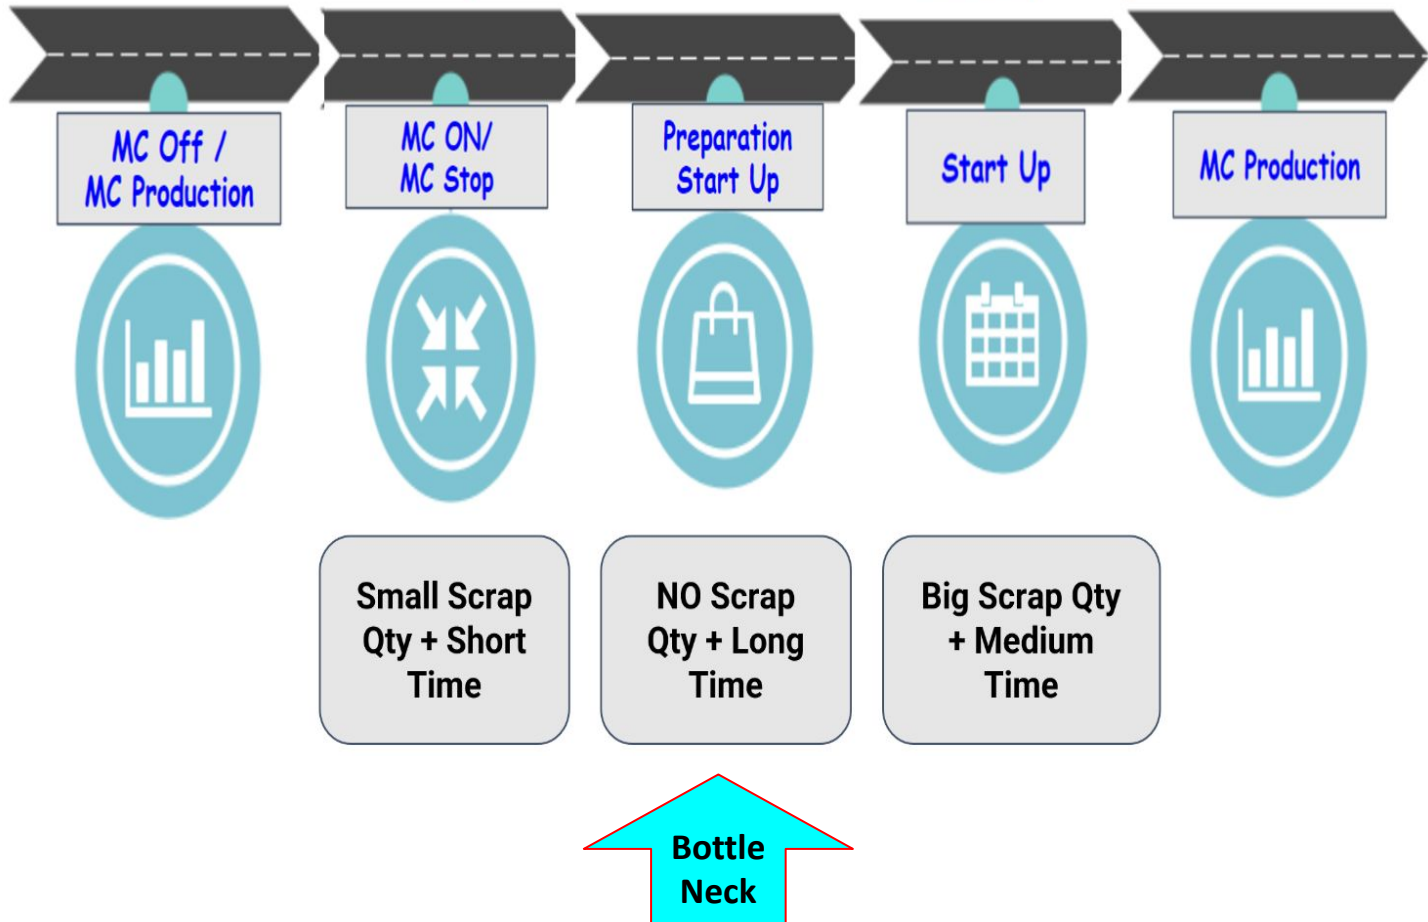 MC Off /
MC Production
MC ON/
MC Stop
Preparation
Start Up
Start Up
MC Production
Small Scrap
Qty + Short
Time
NO Scrap
Qty + Long
Time
Big Scrap Qty
+ Medium
Time
Bottle
Neck